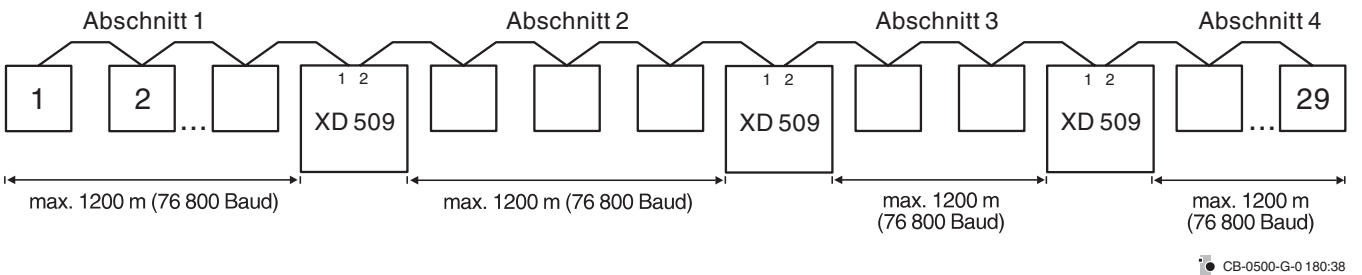 Abschnitt 1 Abschnitt 2 Abschnitt 3 Abschnitt 4
1 2 ... XD 509 XD 509 XD 509 ... 29
1 2 1 2 1 2
max. 1200 m (76 800 Baud) max. 1200 m (76 800 Baud) max. 1200 m max. 1200 m
(76 800 Baud) (76 800 Baud)
CB-0500-G-0 180:38